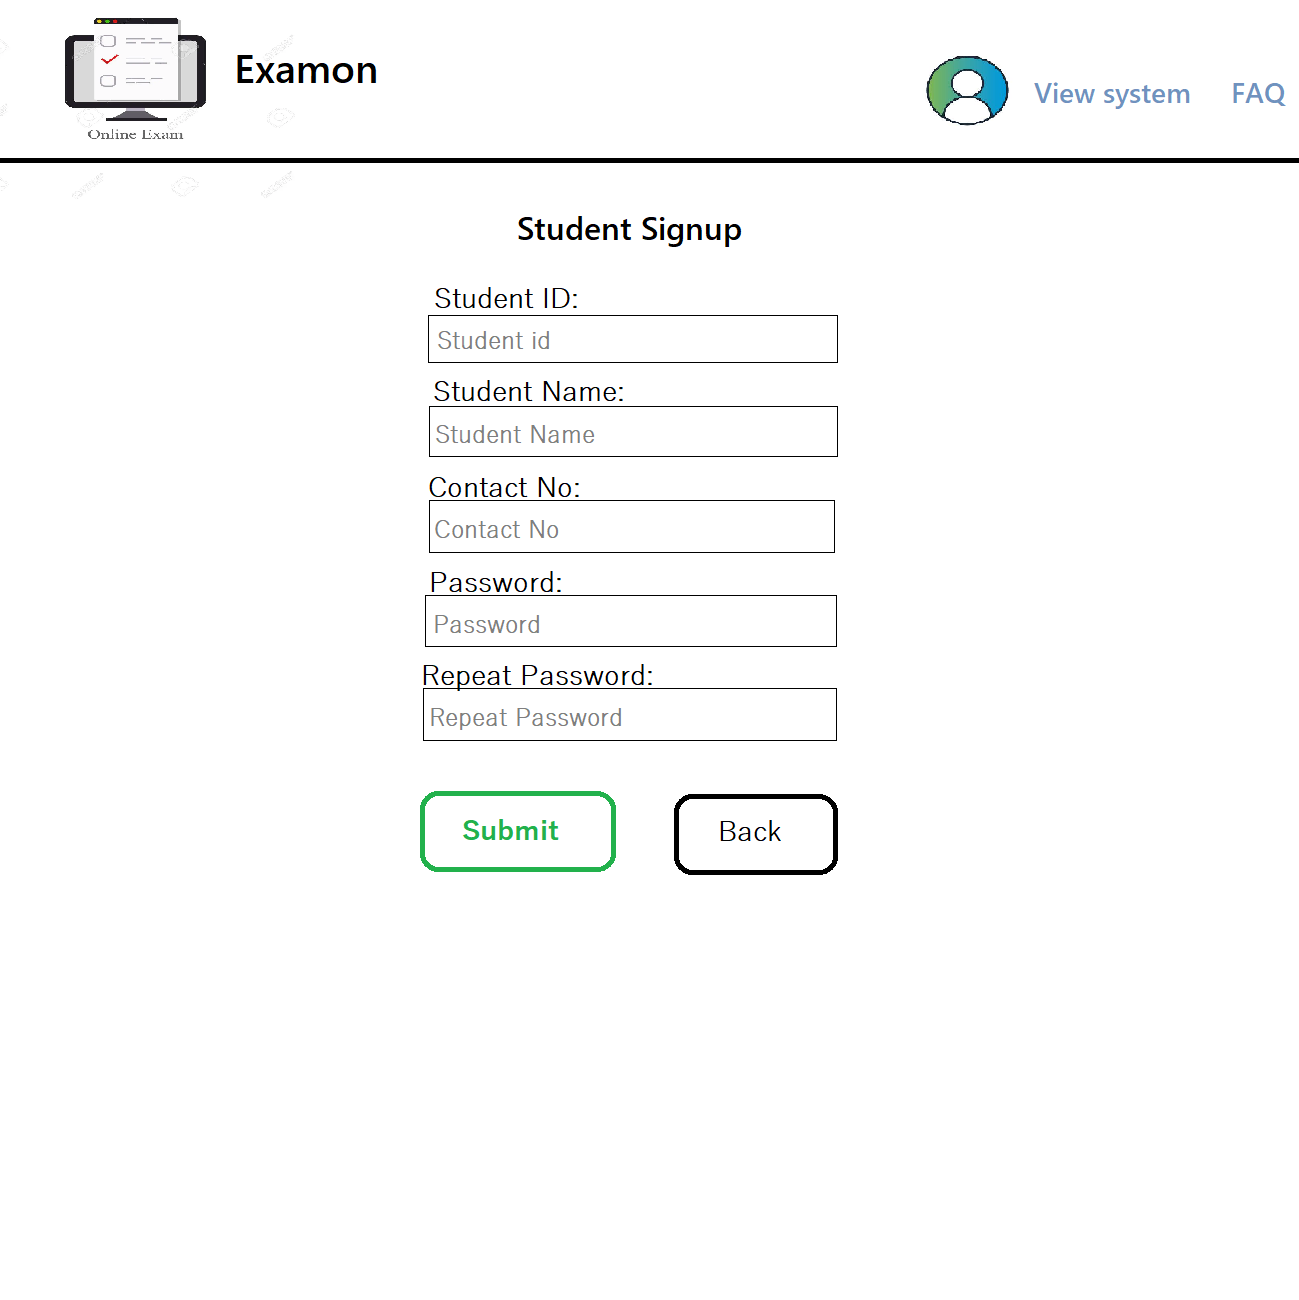 Examon
Online Exam
View system
FAQ
Student Signup
Student ID:
Student id
Student Name:
Student Name
Contact No:
Contact No
Password:
Password
Repeat Password:
Repeat Password
Submit
Back